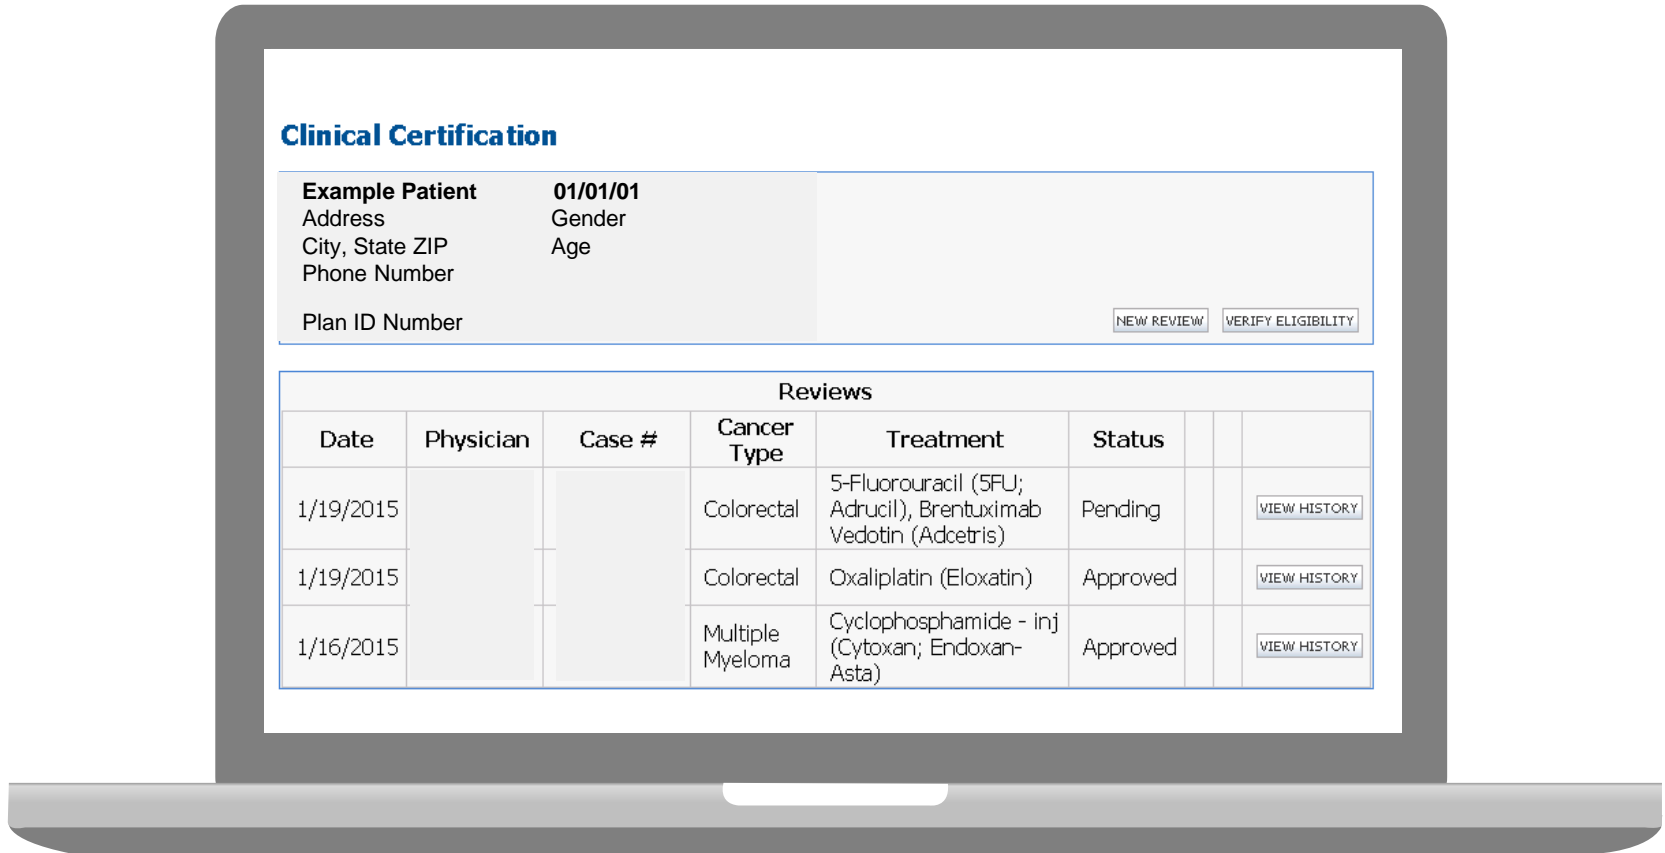 Clinical Certification
Example Patient 01/01/01
Address Gender
City, State ZIP Age
Phone Number
Plan ID Number
NEW REVIEW VERIFY ELIGIBILITY
Reviews
Date Physician Case # Cancer Type Treatment Status
1/19/2015 Colorectal 5-Fluorouracil (5FU;
Adrucil), Brentuximab
Vedotin (Adcetris) Pending VIEW HISTORY
1/19/2015 Colorectal Oxaliplatin (Eloxatin) Approved VIEW HISTORY
1/16/2015 Multiple
Myeloma Cyclophosphamide - inj
(Cytoxan; Endoxan-
Asta) Approved VIEW HISTORY